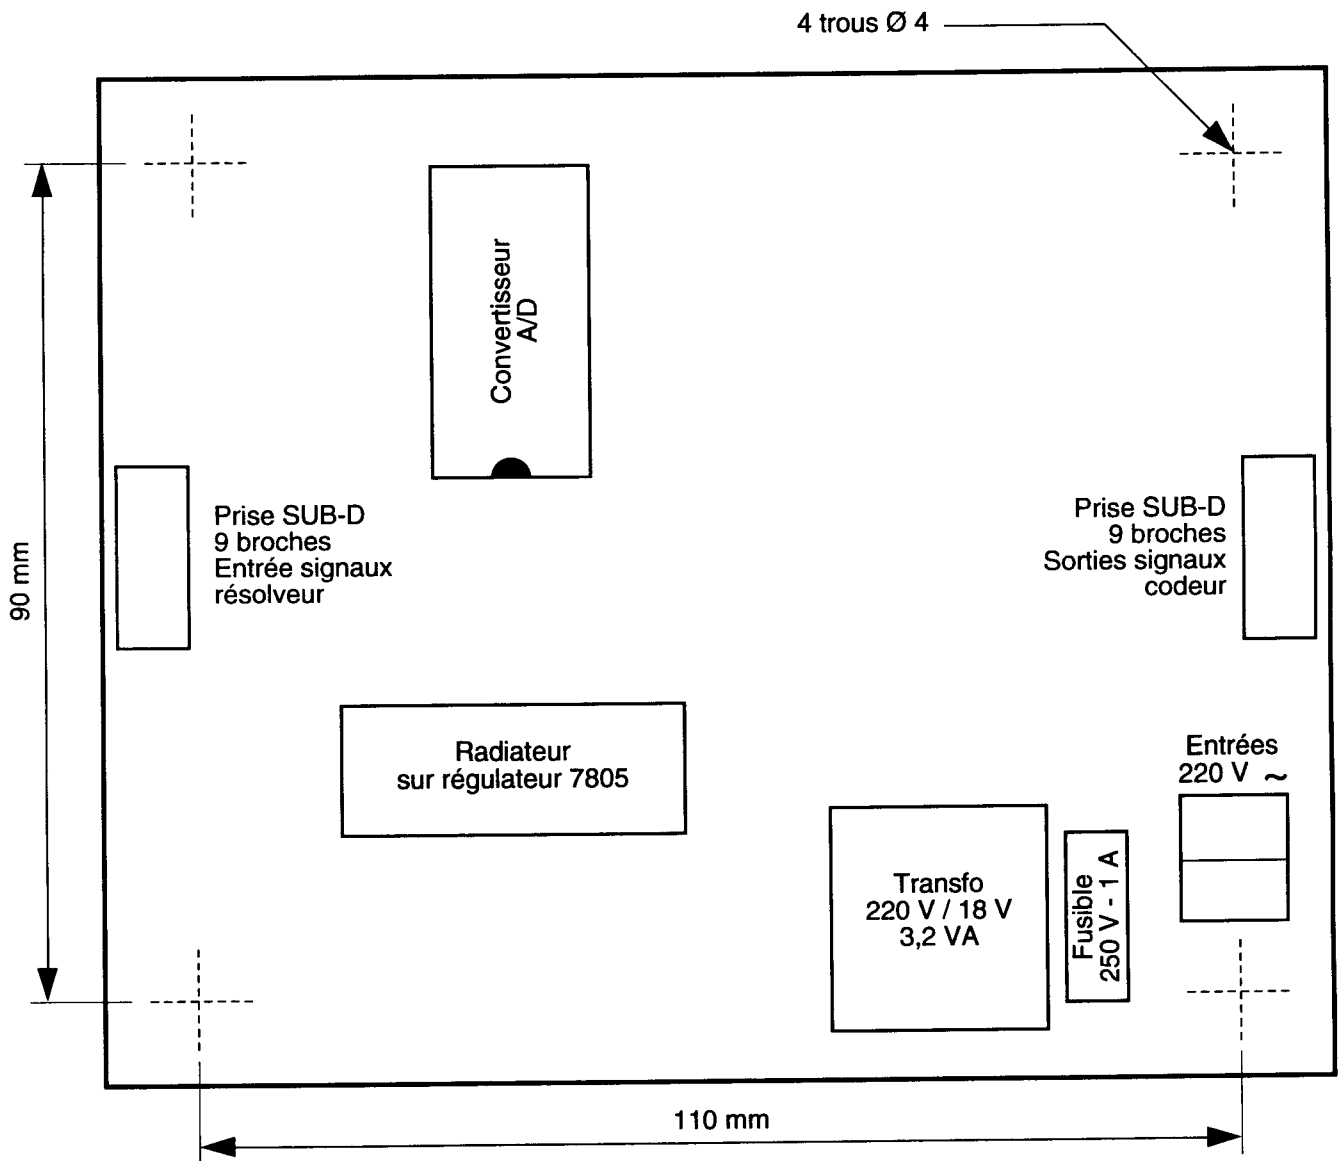 4 trous Ø 4
Convertisseur
A/D
Prise SUB-D
9 broches
Entrée signaux
résolveur
Prise SUB-D
9 broches
Sorties signaux
codeur
90 mm
Radiateur
sur régulateur 7805
Entrées
220 V ~
Transfo
220 V / 18 V
3,2 VA
Fusible
250 V - 1 A
110 mm